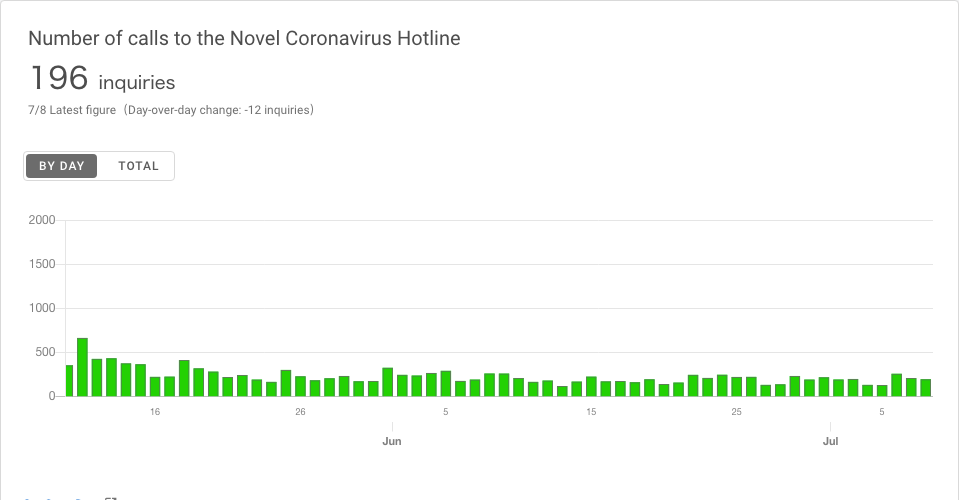 Number of calls to the Novel Coronavirus Hotline
196 inquiries
7/8 Latest figure（Day-over-day change: -12 inquiries）
BY DAY TOTAL
2000
1500
1000
500
0
16 26 5 15 25 5
Jun Jul